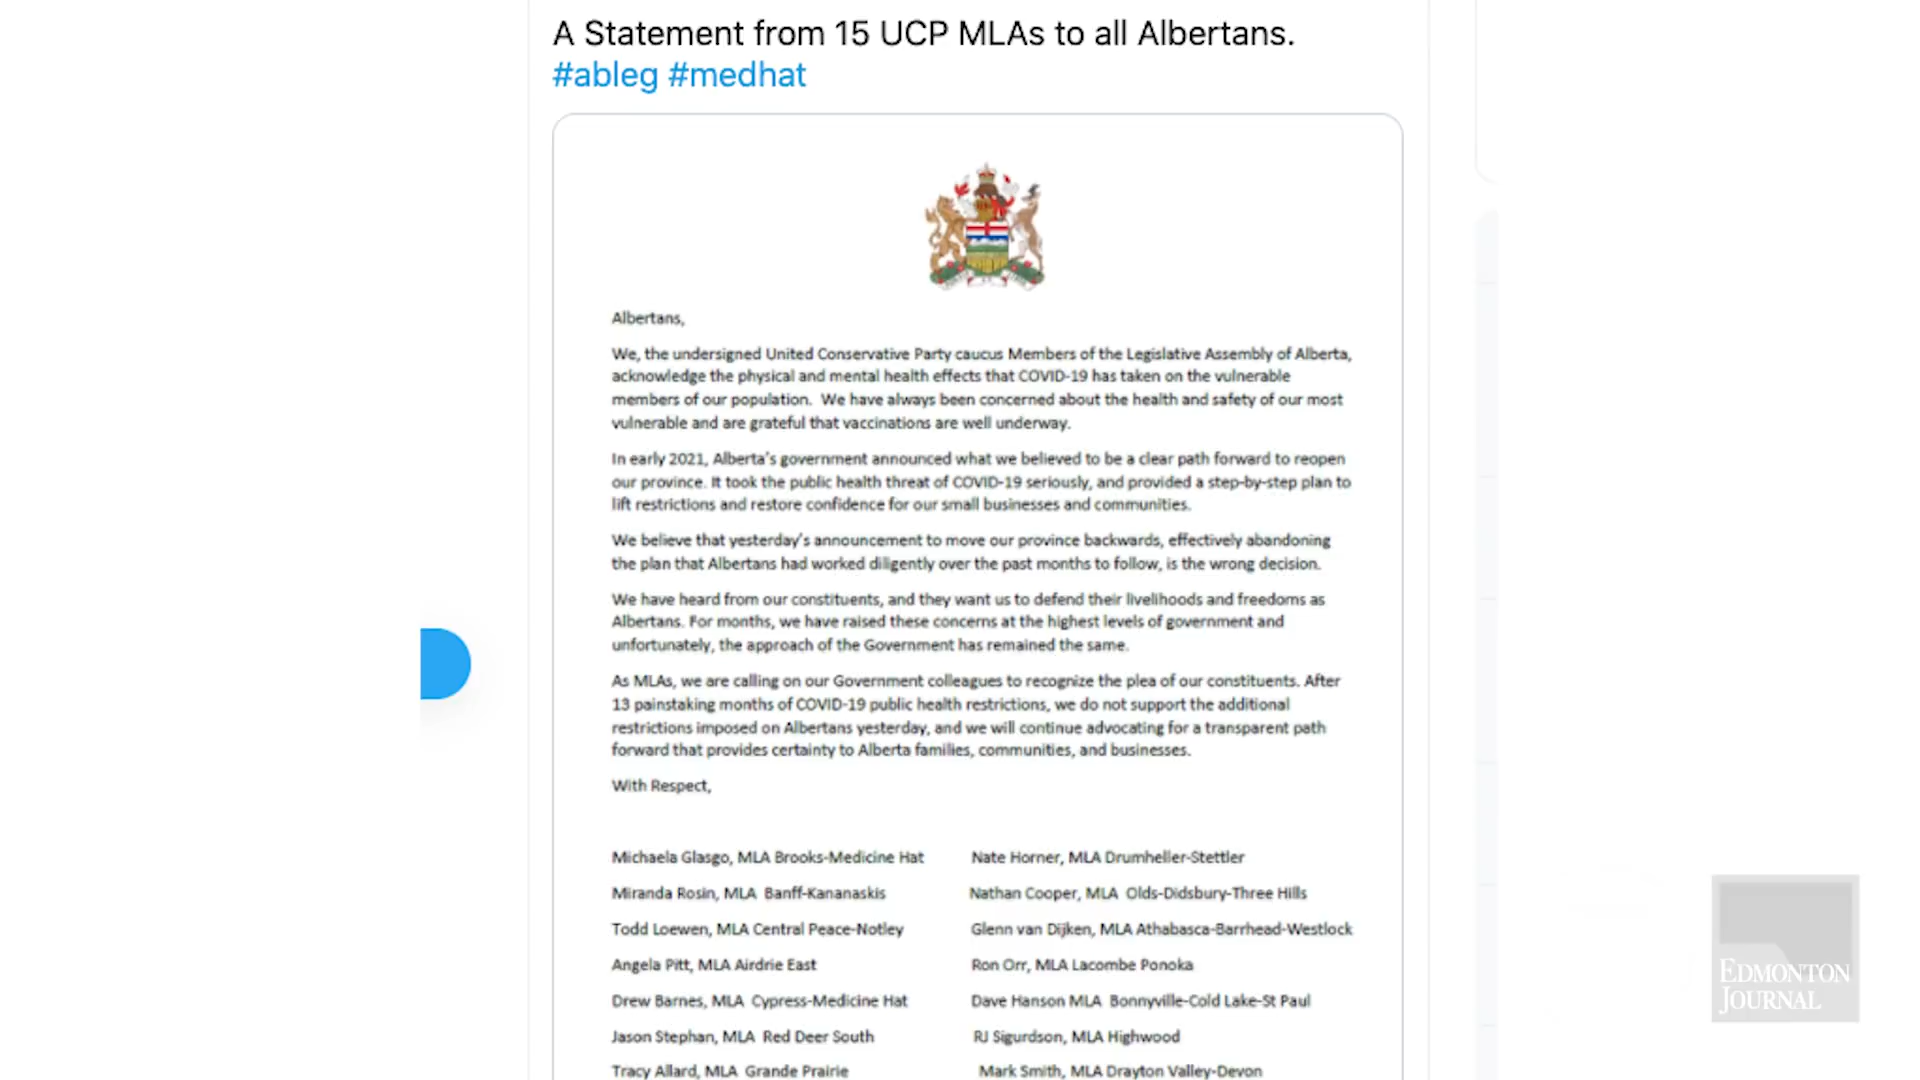 A Statement from 15 UCP MLAs to all Albertans.
#ableg #medhat
Albertans,
We, the undersigned United Conservative Party caucus Members of the Legislative Assembly of Alberta,
acknowledge the physical and mental health effects that COVID-19 has taken on the vulnerable
members of our population. We have always been concerned about the health and safety of our most
vulnerable and are grateful that vaccinations are well underway.
In early 2021, Alberta's government announced what we believed to be a clear path forward to reopen
our province. It took the public health threat of COVID-19 seriously, and provided a step-by-step plan to
lift restrictions and restore confidence for our small businesses and communities.
We believe that yesterday's announcement to move our province backwards, effectively abandoning
the plan that Albertans had worked diligently over the past months to follow, is the wrong decision.
We have heard from our constituents, and they want us to defend their livelihoods and freedoms as
Albertans. For months, we have raised these concerns at the highest levels of government and
unfortunately, the approach of the Government has remained the same.
As MLAs, we are calling on our Government colleagues to recognize the plea of our constituents. After
13 painstaking months of COVID-19 public health restrictions, we do not support the additional
restrictions imposed on Albertans yesterday, and we will continue advocating for a transparent path
forward that provides certainty to Alberta families, communities, and businesses.
With Respect,
Michaela Glasgo, MLA Brooks-Medicine Hat
Nate Horner, MLA Drumheller-Stettler
Miranda Rosin, MLA Banff-Kananaskis
Nathan Cooper, MLA Olds-Didsbury-Three Hills
Todd Loewen, MLA Central Peace-Notley
Glenn van Dijken, MLA Athabasca-Barrhead-Westlock
Angela Pitt, MLA Airdrie East
Ron Orr, MLA Lacombe Ponoka
Drew Barnes, MLA Cypress-Medicine Hat
Dave Hanson MLA Bonnyville-Cold Lake-St Paul
Jason Stephan, MLA Red Deer South
RJ Sigurdson, MLA Highwood
Tracy Allard, MLA Grande Prairie
Mark Smith, MLA Drayton Valley-Devon
EDMONTON
JOURNAL